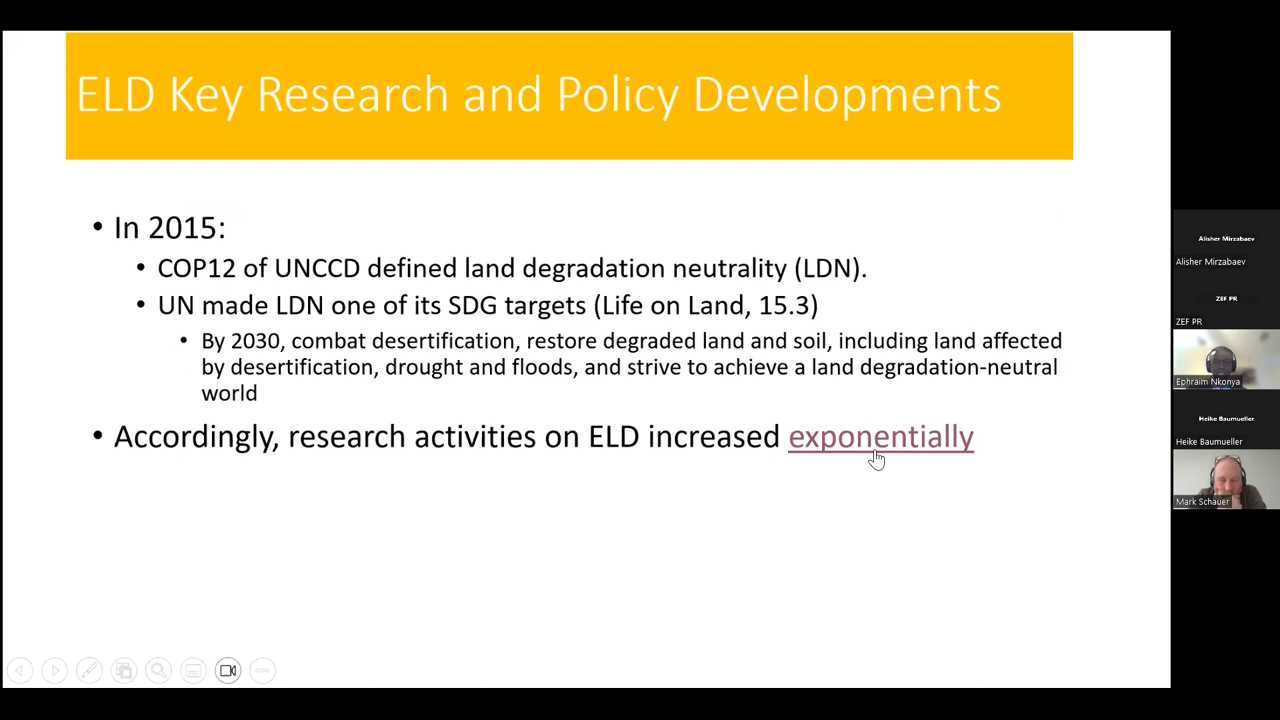 ELD Key Research and Policy Developments
• In 2015:
• COP12 of UNCCD defined land degradation neutrality (LDN).
• UN made LDN one of its SDG targets (Life on Land, 15.3)
• By 2030, combat desertification, restore degraded land and soil, including land affected
by desertification, drought and floods, and strive to achieve a land degradation-neutral
world
• Accordingly, research activities on ELD increased exponentially
Alisher Mirzabaev
Alisher Mirzabaev
ZEF PR
ZEF PR
Ephraim Nkonya
Heike Baumueller
Heike Baumueller
Mark Schauer